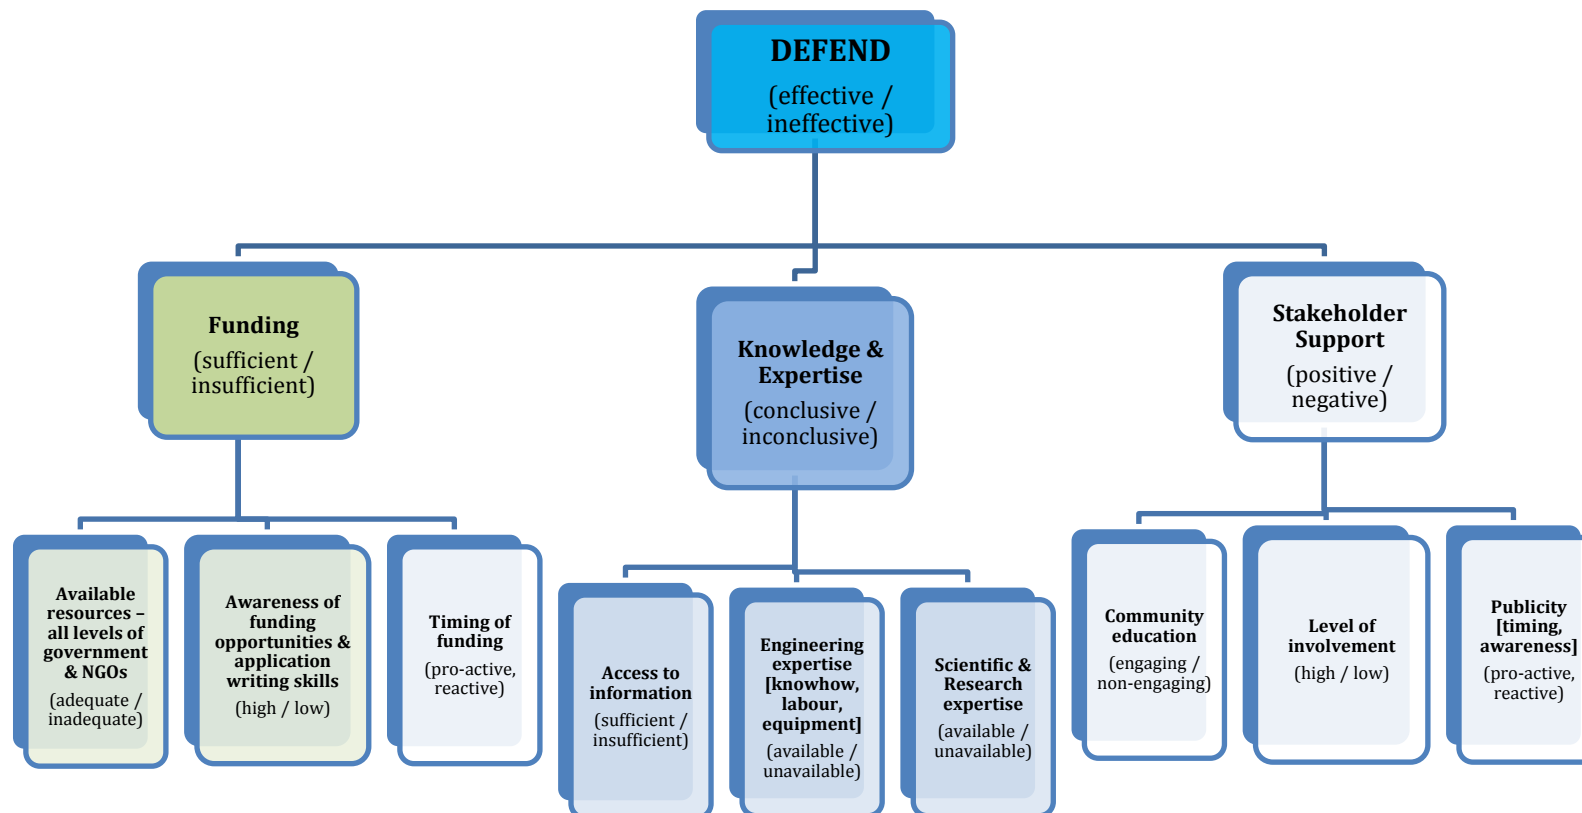 DEFEND
(effective /
ineffective)
Funding
(sufficient /
insufficient)
Knowledge &
Expertise
(conclusive /
inconclusive)
Stakeholder
Support
(positive /
negative)
Available
resources –
all levels of
government
& NGOs
(adequate /
inadequate)
Awareness of
funding
opportunities &
application
writing skills
(high / low)
Timing of
funding
(pro-active,
reactive)
Access to
information
(sufficient /
insufficient)
Engineering
expertise
[knowhow,
labour,
equipment]
(available /
unavailable)
Scientific &
Research
expertise
(available /
unavailable)
Community
education
(engaging /
non-engaging)
Level of
involvement
(high / low)
Publicity
[timing,
awareness]
(pro-active,
reactive)